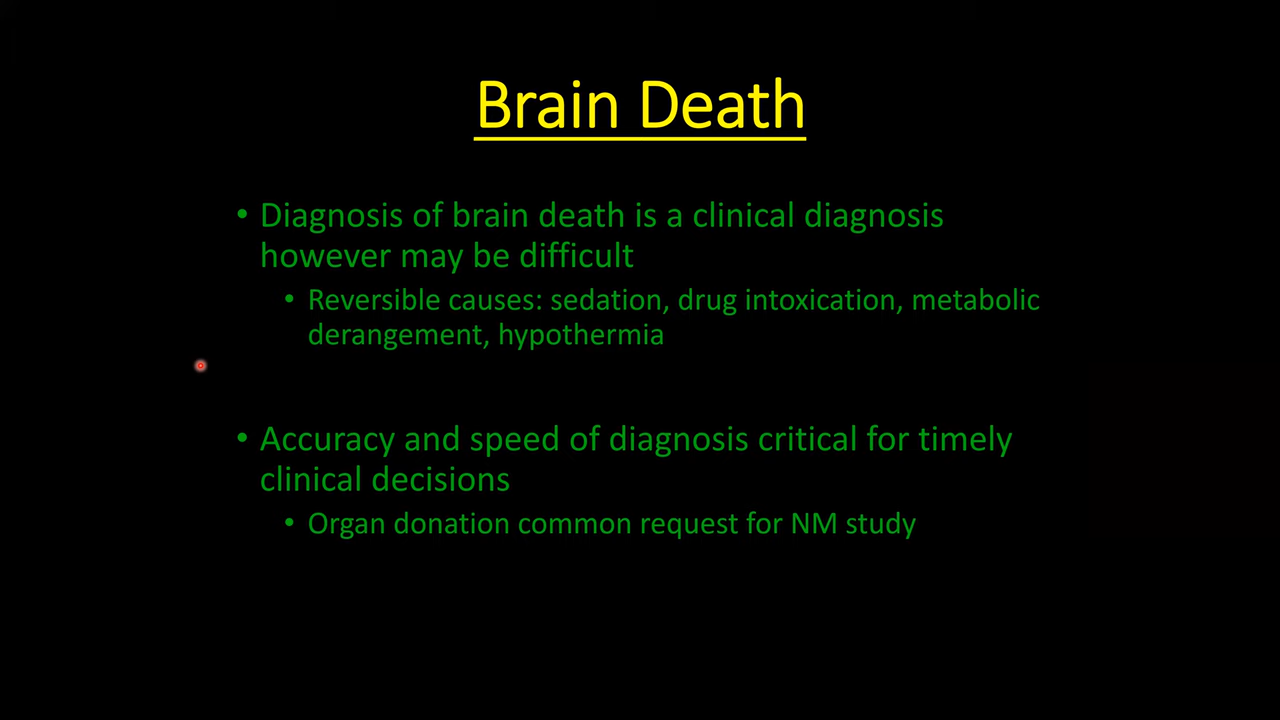 Brain Death
• Diagnosis of brain death is a clinical diagnosis
however may be difficult
• Reversible causes: sedation, drug intoxication, metabolic
derangement, hypothermia
• Accuracy and speed of diagnosis critical for timely
clinical decisions
• Organ donation common request for NM study